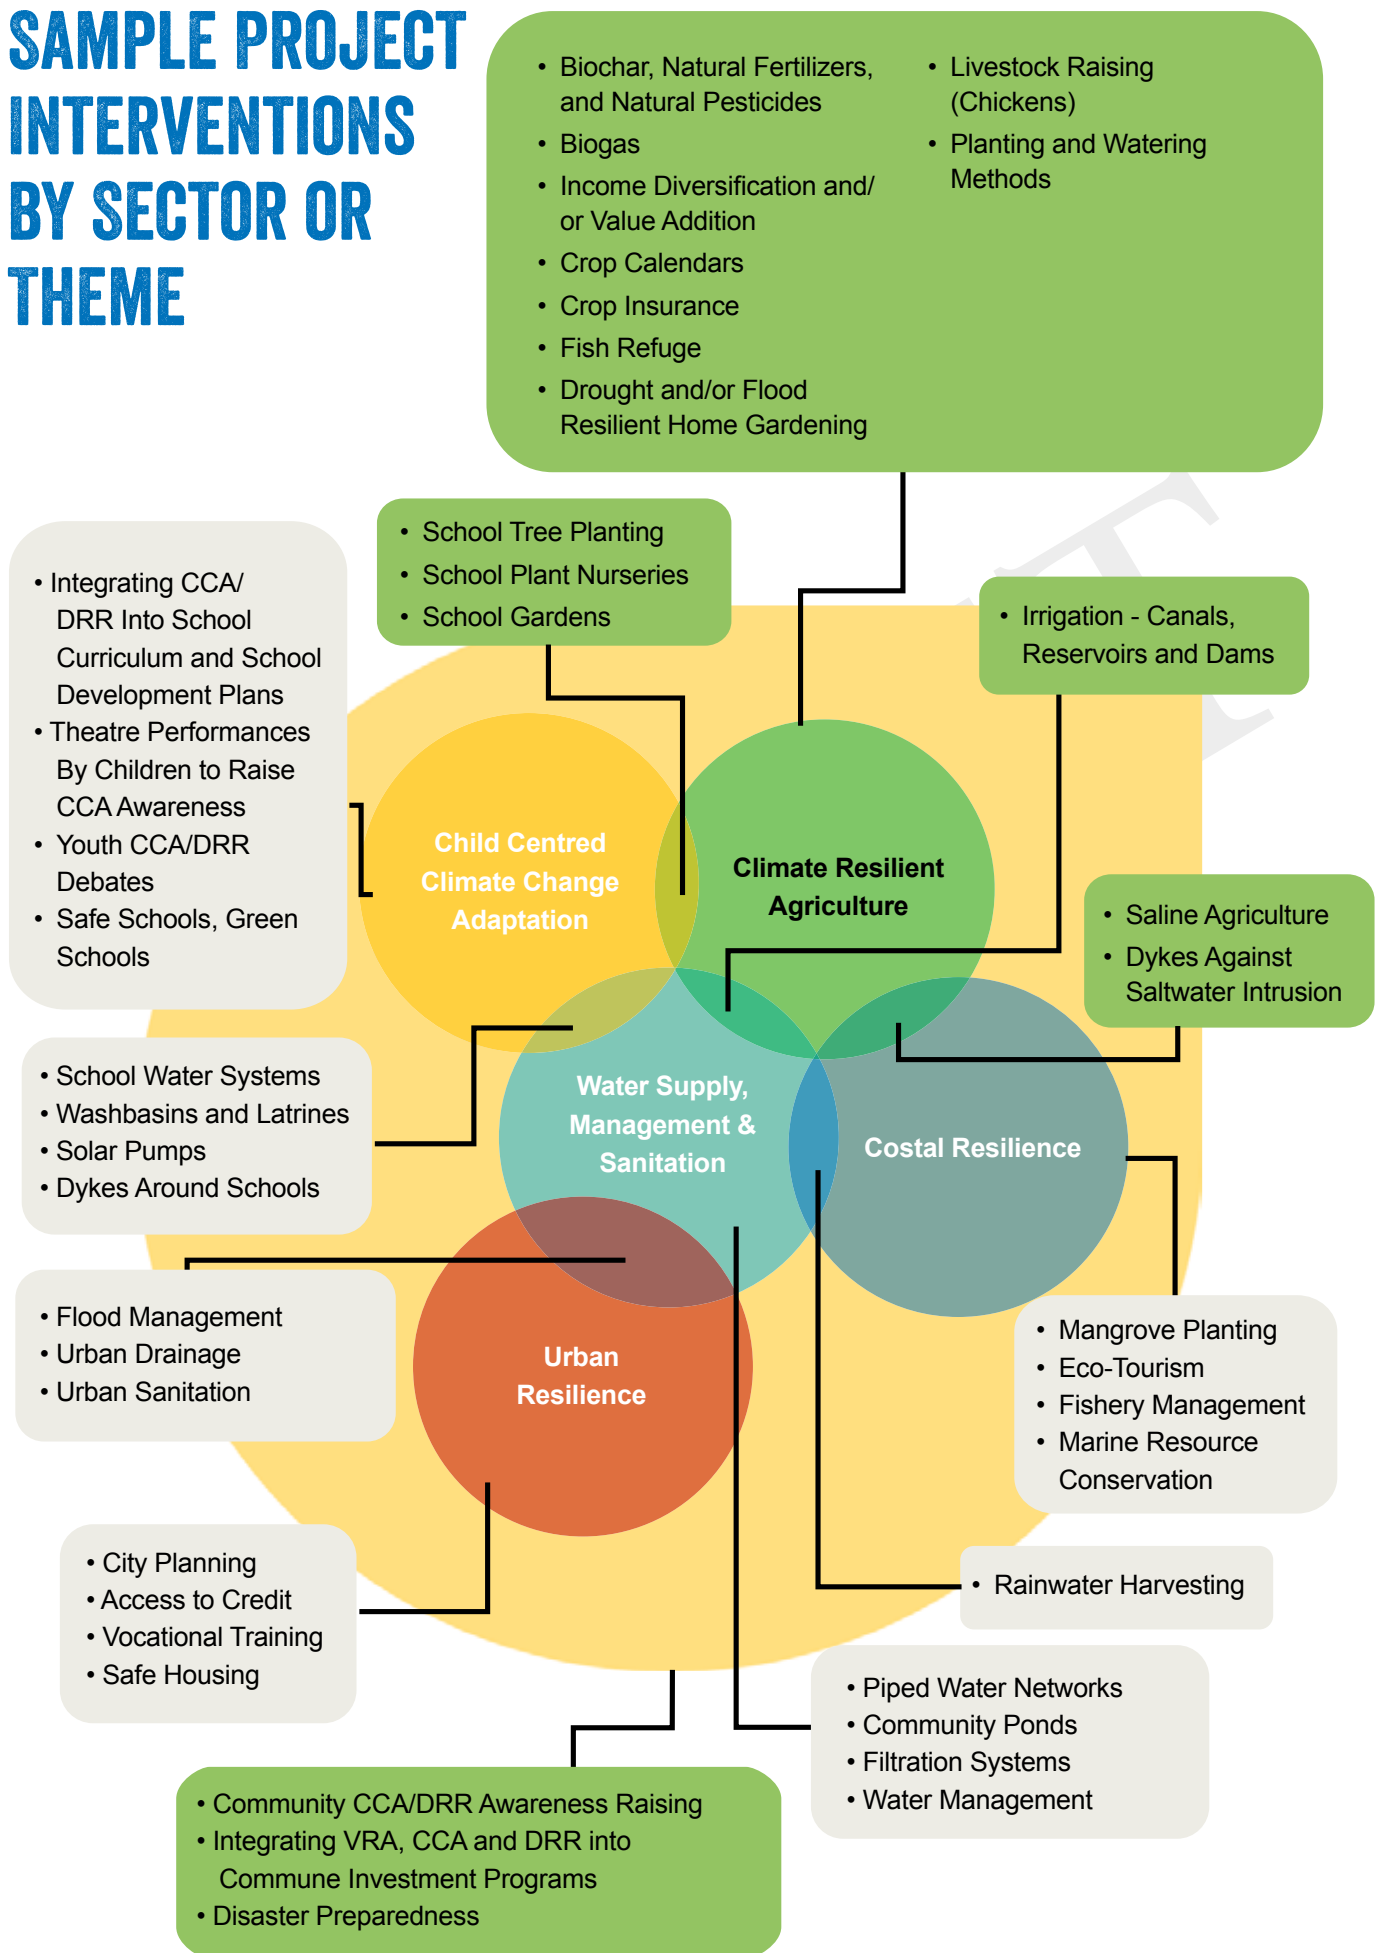 SAMPLE PROJECT
INTERVENTIONS
BY SECTOR OR
THEME
• Biochar, Natural Fertilizers,
and Natural Pesticides
• Biogas
• Income Diversification and/
or Value Addition
• Crop Calendars
• Crop Insurance
• Fish Refuge
• Drought and/or Flood
Resilient Home Gardening
• Livestock Raising
(Chickens)
• Planting and Watering
Methods
• School Tree Planting
• School Plant Nurseries
• School Gardens
• Integrating CCA/
DRR Into School
Curriculum and School
Development Plans
• Theatre Performances
By Children to Raise
CCA Awareness
• Youth CCA/DRR
Debates
• Safe Schools, Green
Schools
• Irrigation - Canals,
Reservoirs and Dams
Child Centred
Climate Change
Adaptation
Climate Resilient
Agriculture
• Saline Agriculture
• Dykes Against
Saltwater Intrusion
• School Water Systems
• Washbasins and Latrines
• Solar Pumps
• Dykes Around Schools
Water Supply,
Management &
Sanitation
Costal Resilience
• Flood Management
• Urban Drainage
• Urban Sanitation
Urban
Resilience
• Mangrove Planting
• Eco-Tourism
• Fishery Management
• Marine Resource
Conservation
• City Planning
• Access to Credit
• Vocational Training
• Safe Housing
• Rainwater Harvesting
• Piped Water Networks
• Community Ponds
• Filtration Systems
• Water Management
• Community CCA/DRR Awareness Raising
• Integrating VRA, CCA and DRR into
Commune Investment Programs
• Disaster Preparedness